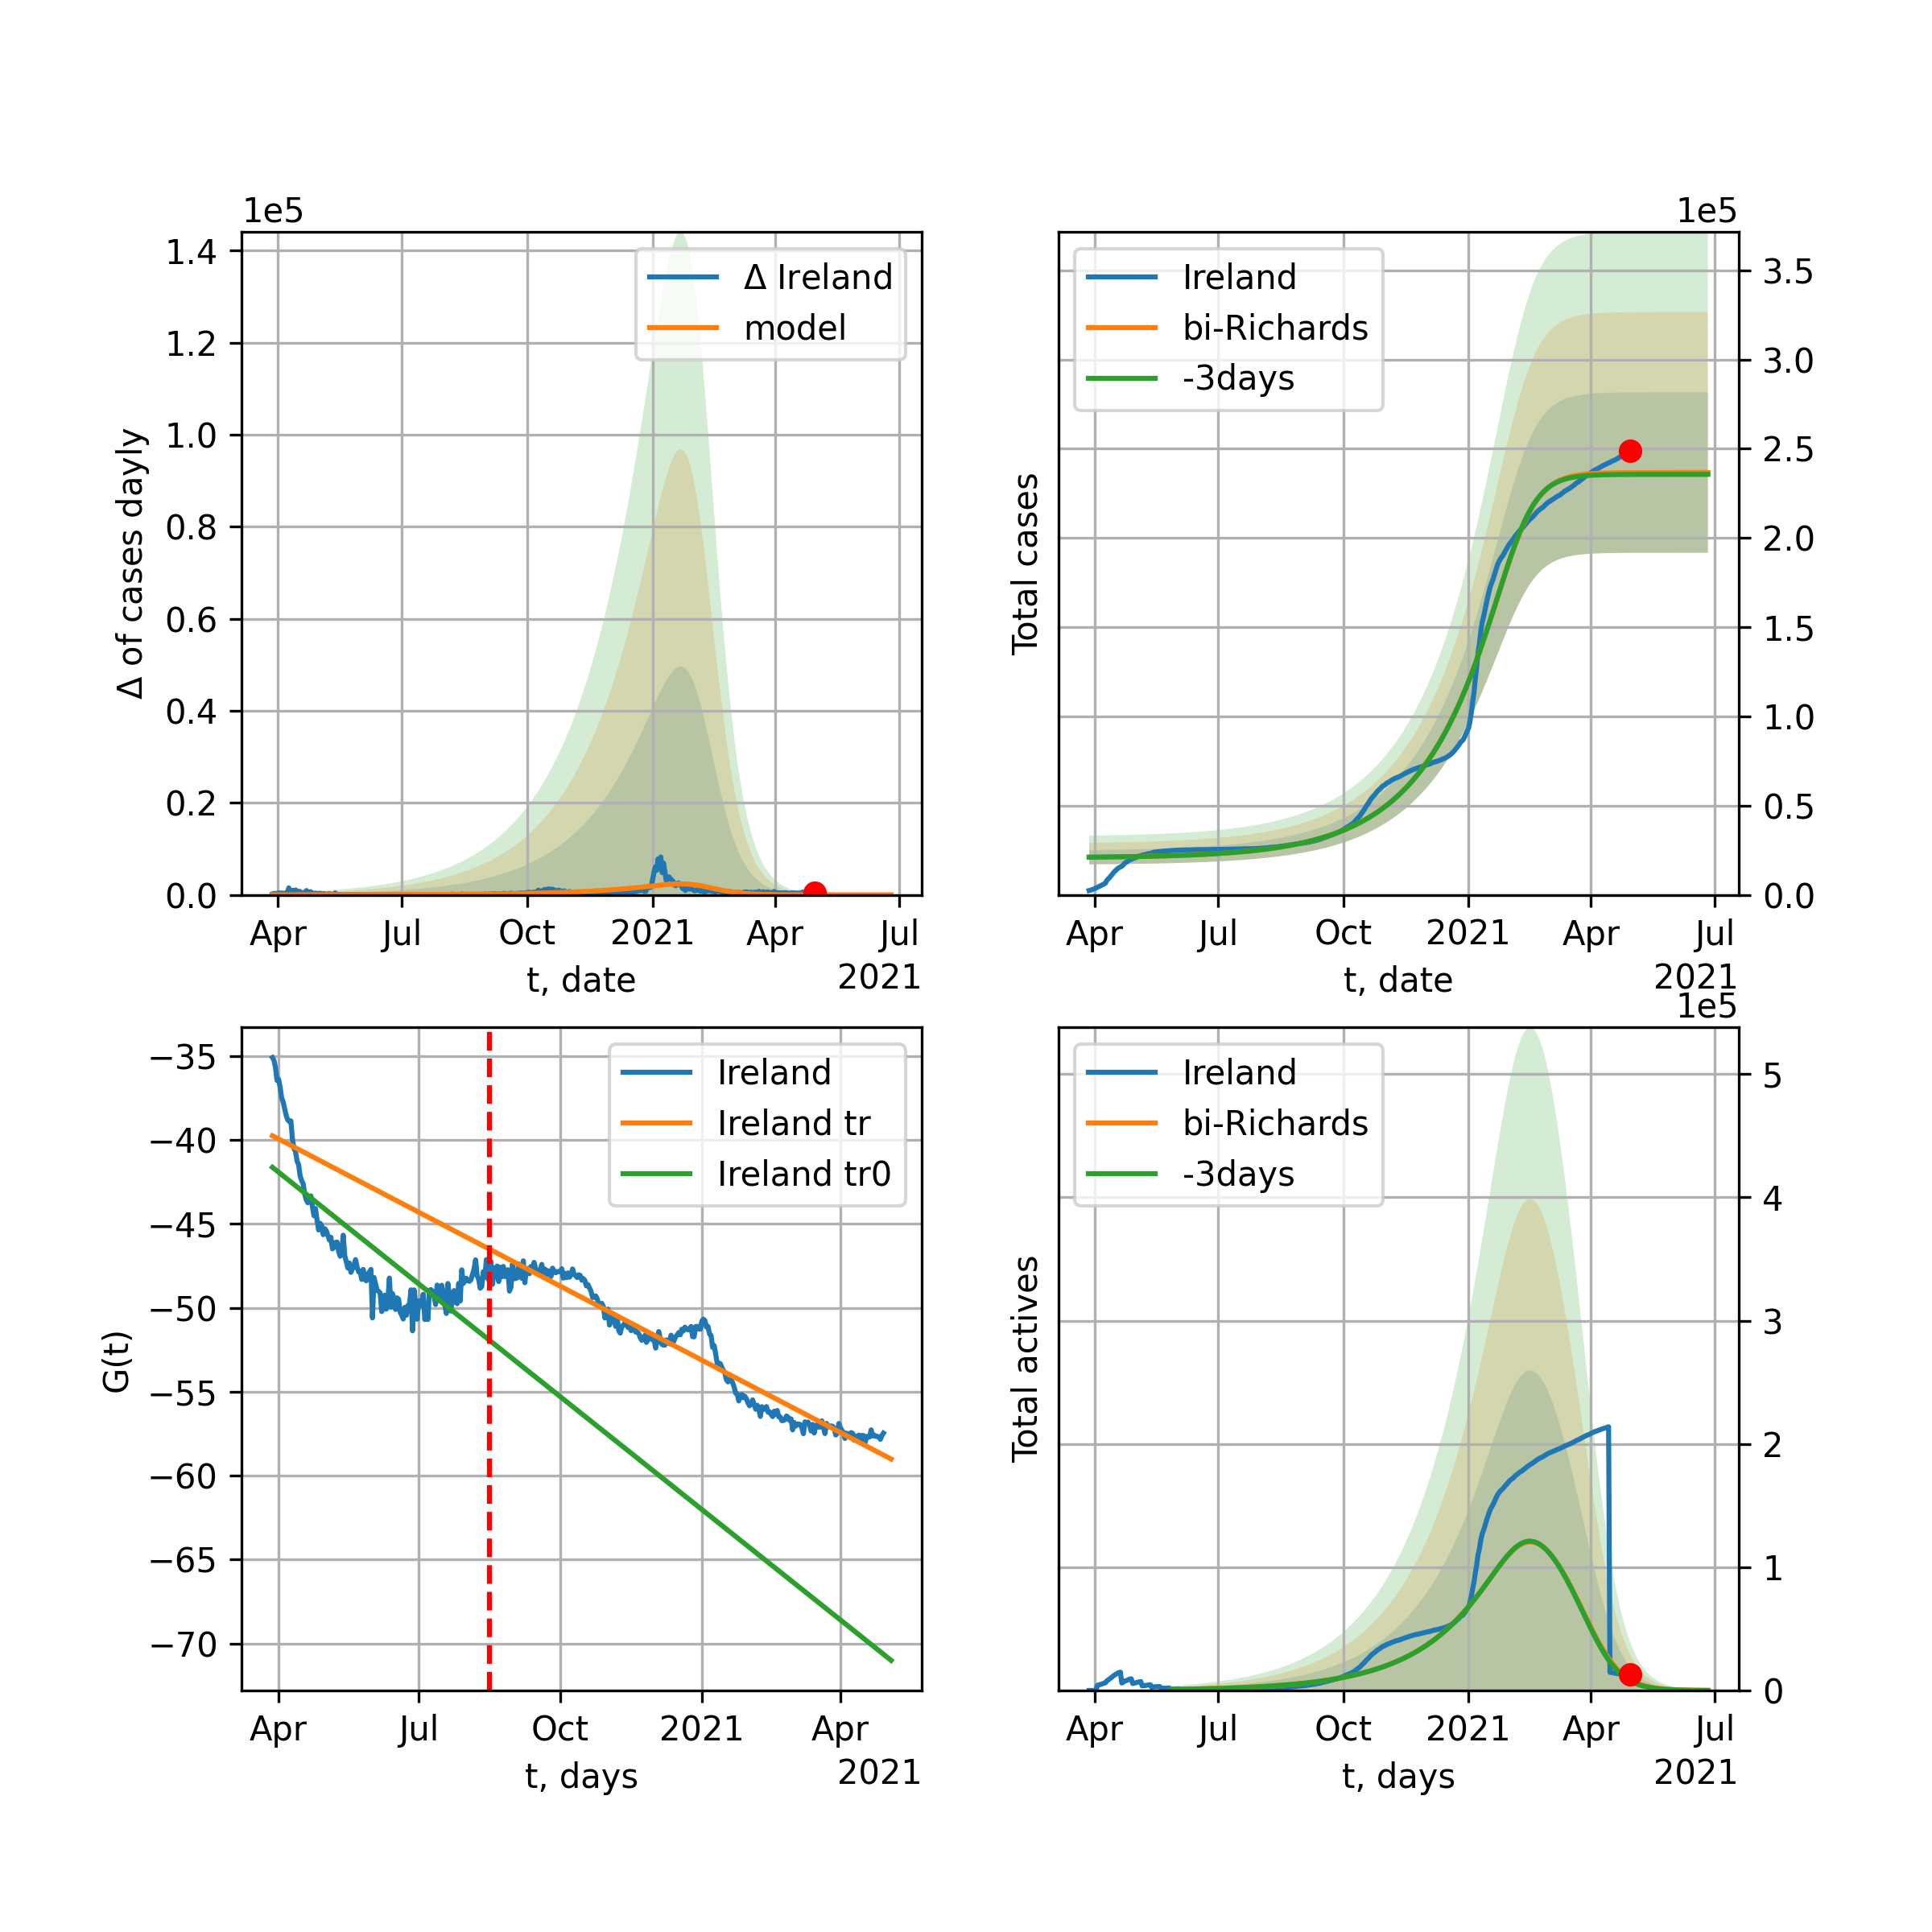 1e5
Δ of cases dayly
1.4
1.2
1.0
0.8
0.6
0.4
0.2
0.0
Δ Ireland
model
Apr
Jul
Oct
2021
Apr
Jul
t, date
2021
1e5
Total cases
Ireland
bi-Richards
-3days
3.5
3.0
2.5
2.0
1.5
1.0
0.5
0.0
Apr
Jul
Oct
2021
Apr
Jul
t, date
2021
G(t)
−35
−40
−45
−50
−55
−60
−65
−70
Ireland
Ireland tr
Ireland tr0
Apr
Jul
Oct
2021
Apr
t, days
2021
1e5
Total actives
Ireland
bi-Richards
-3days
5
4
3
2
1
0
Apr
Jul
Oct
2021
Apr
Jul
t, days
2021